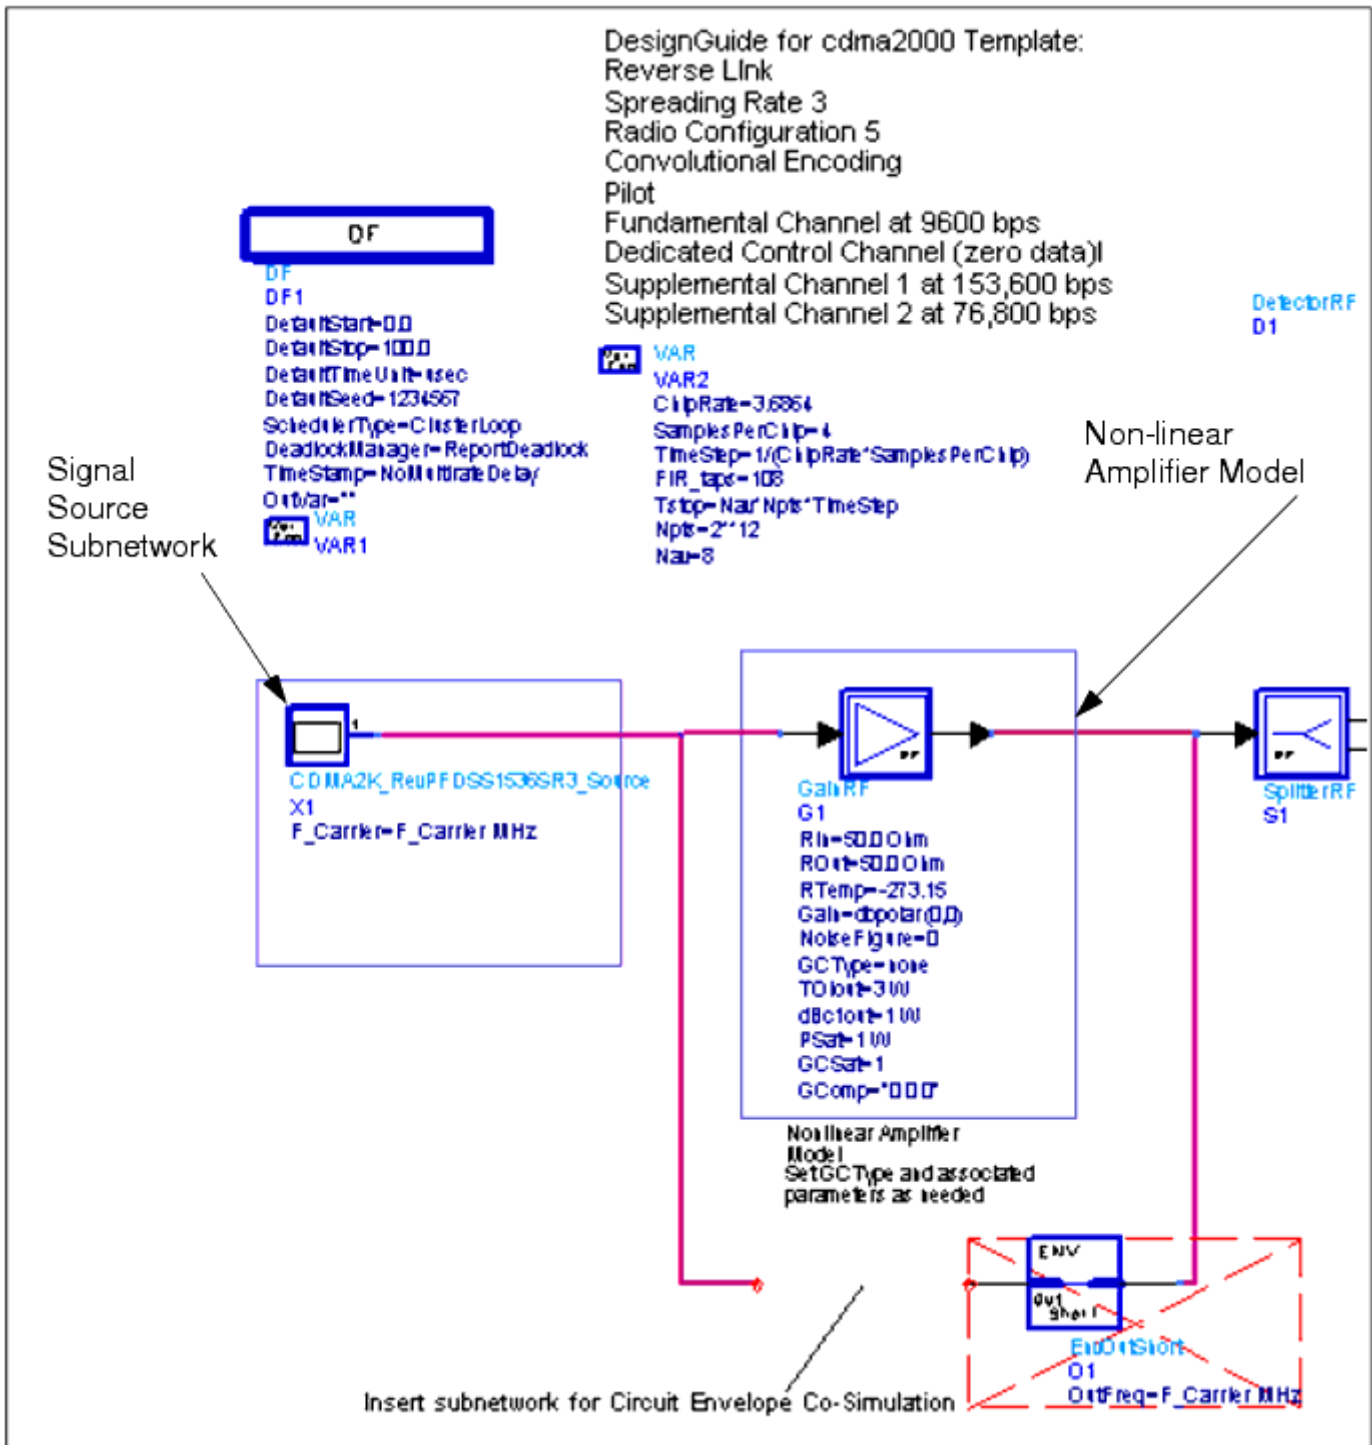 DesignGuide for cdma2000 Template:
Reverse LInk
Spreading Rate 3
Radio Configuration 5
Convolutional Encoding
Pilot
Fundamental Channel at 9600 bps
Dedicated Control Channel (zero data)l
Supplemental Channel 1 at 153,600 bps
Supplemental Channel 2 at 76,800 bps
DF
DF
DF1
DefaultStart=0.0
DefaultStop=100.0
DefaultTimeUnit=usec
DefaultSeed=1234567
SchedulerType=ClusterLoop
DeadlockManager=ReportDeadlock
TimeStamp=NoMultirateDelay
OutVar=""
VAR
VAR1
VAR
VAR2
ChipRate=3.6864
SamplesPerChip=4
TimeStep=1/(ChipRate*SamplesPerChip)
FIR_taps=108
Tstop=Nav*Npts*TimeStep
Npts=2**12
Nav=8
DetectorRF
D1
Signal
Source
Subnetwork
Non-linear
Amplifier Model
1
CDMA2K_RevPFDSS1536SR3_Source
X1
F_Carrier=F_Carrier MHz
RF
GainRF
G1
RIn=50.0 Ohm
ROut=50.0 Ohm
RTemp=-273.15
Gain=dbpolar(0,0)
NoiseFigure=0
GCType=none
TOIout=3 W
dBc1out=1 W
PSat=1 W
GCSat=1
GComp="0 0 0"
RF
SplitterRF
S1
Nonlinear Amplifier
Model
Set GCType and associated
parameters as needed
ENV
Out
Short
EnvOutShort
O1
OutFreq=F_Carrier MHz
Insert subnetwork for Circuit Envelope Co-Simulation